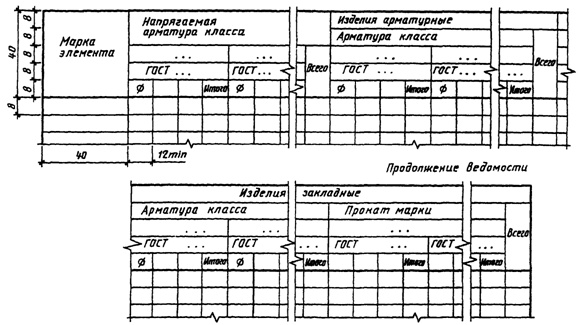 Напрягаемая арматура класса
Изделия арматурные
Марка элемента
Арматура класса
... ... ... ...
ГОСТ ... ГОСТ ... Всего ГОСТ ... ГОСТ ... ... Всего
Ф Итого Ф Ф Итого Ф Итого
8 8 8 8 8 40 8
40 12min
Продолжение Ведомости
Изделия закладные
Арматура класса Прокат марки
... ... ... ...
ГОСТ ... ГОСТ ... ГОСТ ... ГОСТ ... Всего
Ф Итого Ф Итого Итого Итого